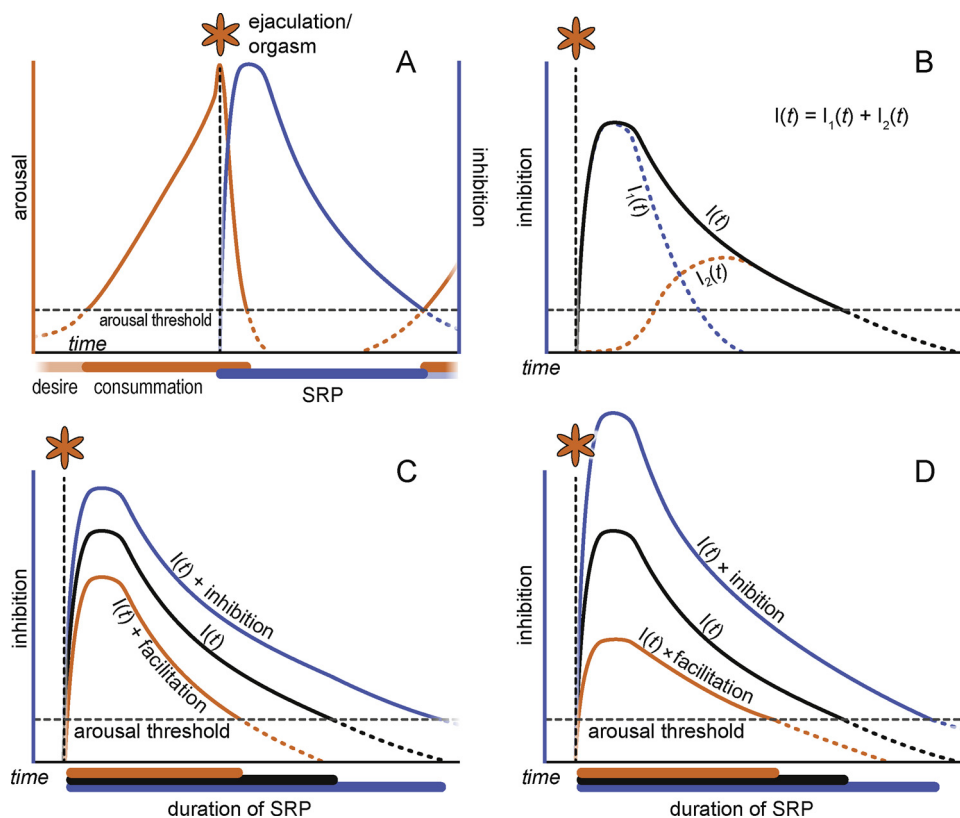 ejaculation/
orgasm
A
arousal
inhibition
arousal threshold
time
desire
consummation
SRP
B
I(t) = I₁(t) + I₂(t)
inhibition
I₁(t)
I(t)
I₂(t)
time
C
inhibition
I(t) + inhibition
I(t)
I(t) + facilitation
arousal threshold
time
duration of SRP
D
inhibition
I(t) × inibition
I(t)
I(t) × facilitation
arousal threshold
time
duration of SRP